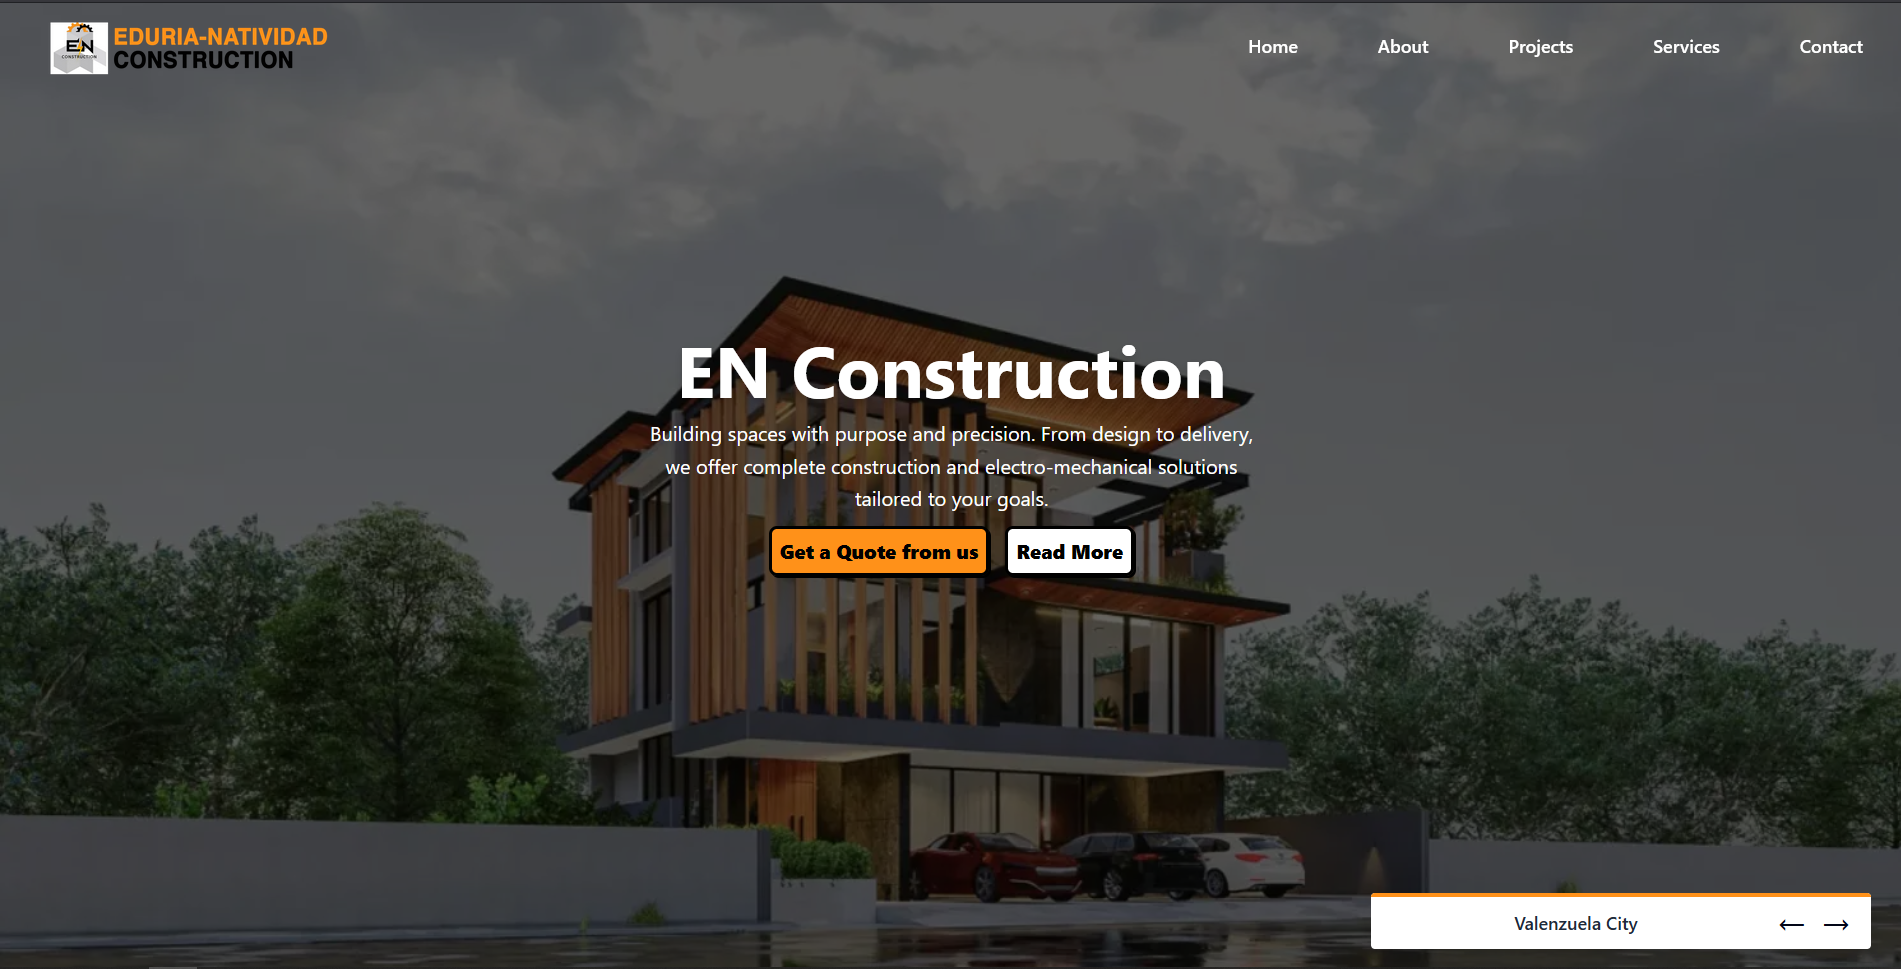 EN
CONSTRUCTION
EDURIA-NATIVIDAD
CONSTRUCTION
Home
About
Projects
Services
Contact
EN Construction
Building spaces with purpose and precision. From design to delivery,
we offer complete construction and electro-mechanical solutions
tailored to your goals.
Get a Quote from us
Read More
Valenzuela City